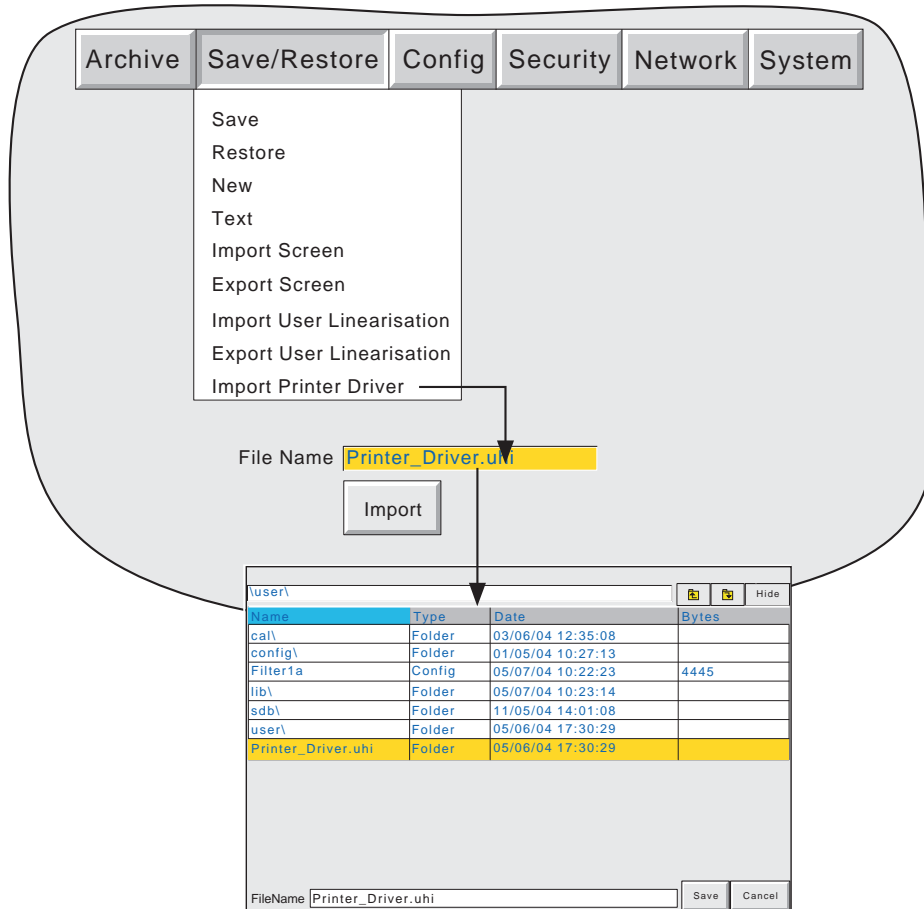 Archive Save/Restore Config Security Network System
Save
Restore
New
Text
Import Screen
Export Screen
Import User Linearisation
Export User Linearisation
Import Printer Driver
File Name Printer_Driver.uhi
Import
\user\ Hide
Name Type Date Bytes
cal\ Folder 03/06/04 12:35:08
config\ Folder 01/05/04 10:27:13
Filter1a Config 05/07/04 10:22:23 4445
lib\ Folder 05/07/04 10:23:14
sdb\ Folder 11/05/04 14:01:08
user\ Folder 05/06/04 17:30:29
Printer_Driver.uhi Folder 05/06/04 17:30:29
FileName Printer_Driver.uhi Save Cancel